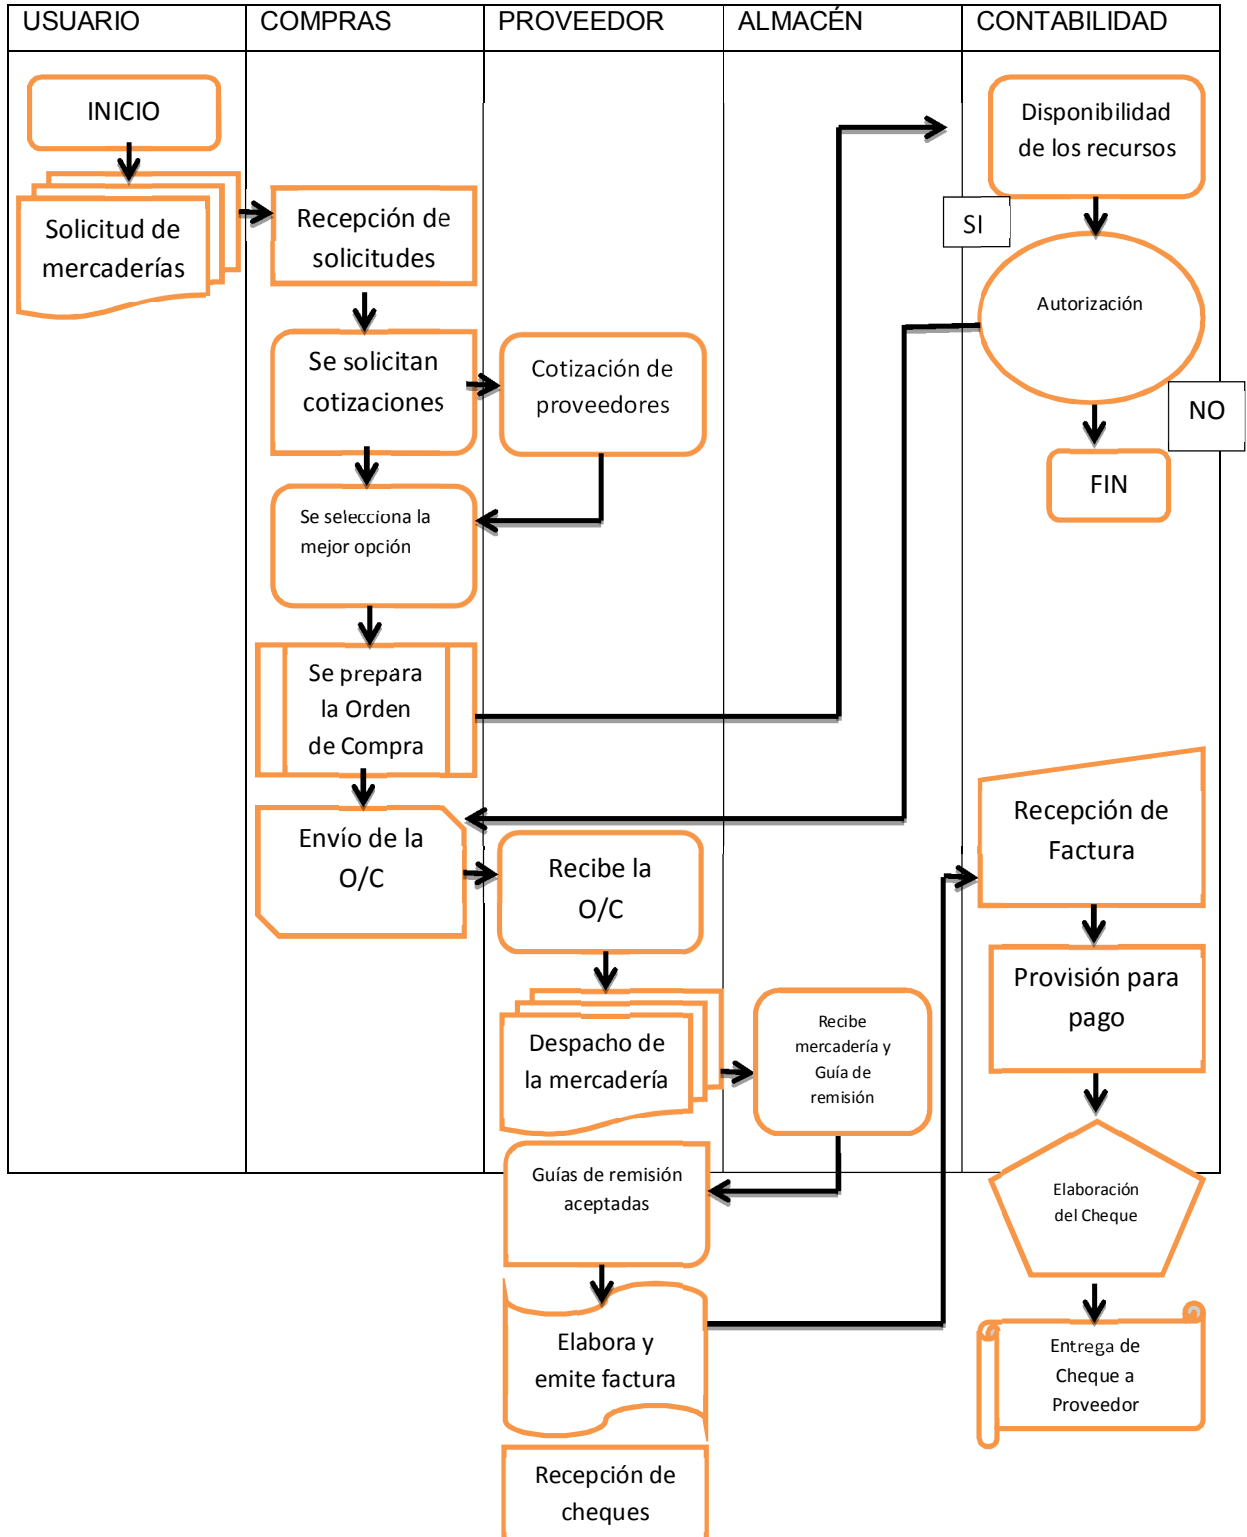 USUARIO
COMPRAS
PROVEEDOR
ALMACÉN
CONTABILIDAD
INICIO
Solicitud de
mercaderías
Recepción de
solicitudes
Se solicitan
cotizaciones
Cotización de
proveedores
Se selecciona la
mejor opción
Se prepara
la Orden
de Compra
Disponibilidad
de los recursos
SI
Autorización
NO
FIN
Envío de la
O/C
Recibe la
O/C
Despacho de
la mercadería
Recibe
mercadería y
Guía de
remisión
Guías de remisión
aceptadas
Elabora y
emite factura
Recepción de
Factura
Provisión para
pago
Elaboración
del Cheque
Entrega de
Cheque a
Proveedor
Recepción de
cheques